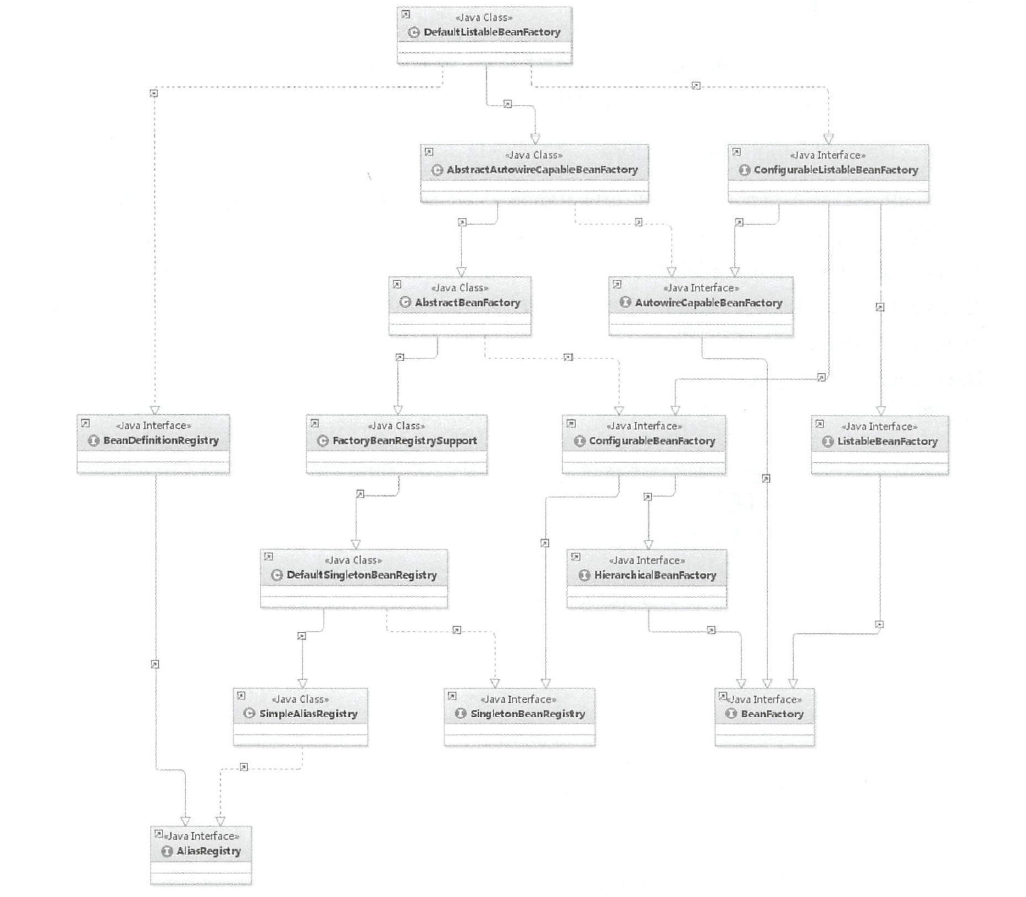 «Java Class»
DefaultListableBeanFactory
«Java Class»
AbstractAutowireCapableBeanFactory
«Java Interface»
ConfigurableListableBeanFactory
«Java Class»
AbstractBeanFactory
«Java Interface»
AutowireCapableBeanFactory
«Java Interface»
BeanDefinitionRegistry
«Java Class»
FactoryBeanRegistrySupport
«Java Interface»
ConfigurableBeanFactory
«Java Interface»
ListableBeanFactory
«Java Class»
DefaultSingletonBeanRegistry
«Java Interface»
HierarchicalBeanFactory
«Java Class»
SimpleAliasRegistry
«Java Interface»
SingletonBeanRegistry
«Java Interface»
BeanFactory
«Java Interface»
AliasRegistry